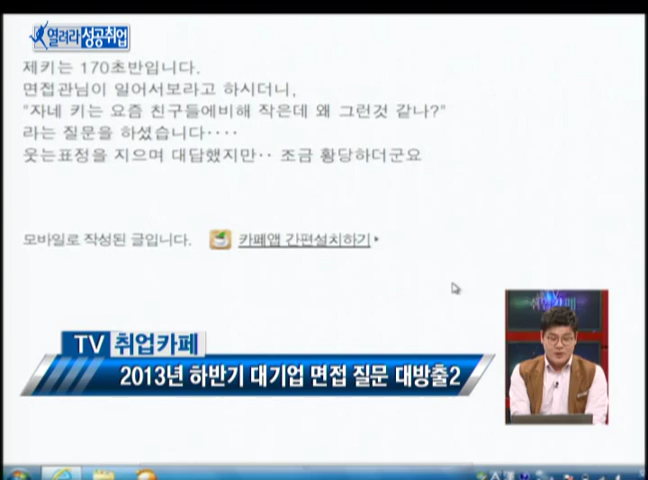 열려라 성공취업
제키는 170초반입니다.
면접관님이 일어서보라고 하시더니,
"자네 키는 요즘 친구들에비해 작은데 왜 그런것 같나?"
라는 질문을 하셨습니다····
웃는표정을 지으며 대답했지만·· 조금 황당하더군요
모바일로 작성된 글입니다. 카페앱 간편설치하기
취업카페
TV 취업카페
2013년 하반기 대기업 면접 질문 대방출2